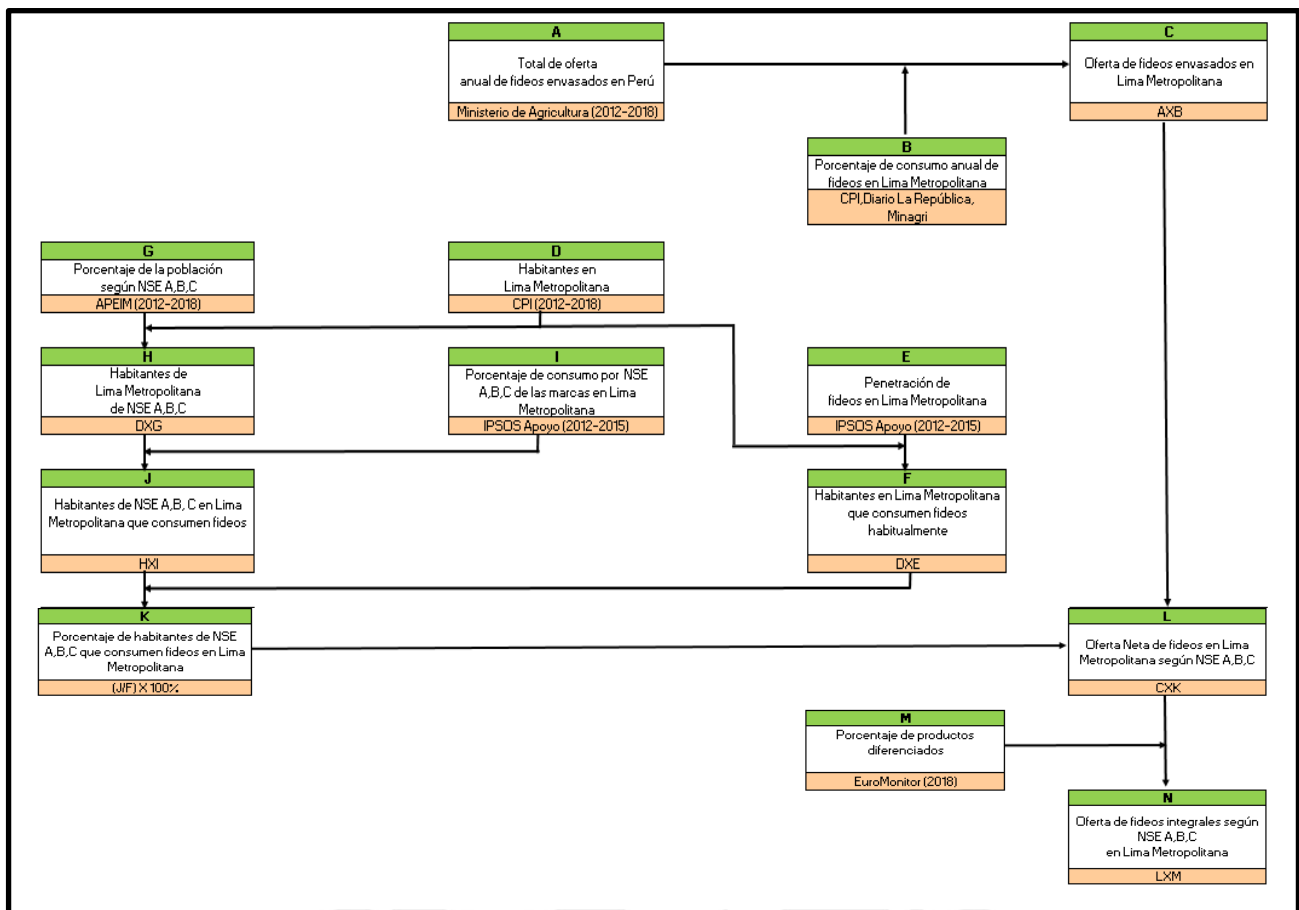 A
Total de oferta
anual de fideos envasados en Perú
Ministerio de Agricultura (2012-2018)
C
Oferta de fideos envasados en
Lima Metropolitana
AXB
B
Porcentaje de consumo anual de
fideos en Lima Metropolitana
CPI,Diario La República,
Minagri
G
Porcentaje de la población
según NSE A,B,C
APEIM (2012-2018)
D
Habitantes en
Lima Metropolitana
CPI (2012-2018)
H
Habitantes de
Lima Metropolitana
de NSE A,B,C
DXG
I
Porcentaje de consumo por NSE
A,B,C de las marcas en Lima
Metropolitana
IPSOS Apoyo (2012-2015)
E
Penetración de
fideos en Lima Metropolitana
IPSOS Apoyo (2012-2015)
J
Habitantes de NSE A,B, C en Lima
Metropolitana que consumen fideos
HXI
F
Habitantes en Lima Metropolitana
que consumen fideos
habitualmente
DXE
K
Porcentaje de habitantes de NSE
A,B,C que consumen fideos en Lima
Metropolitana
(J/F) X 100%
L
Oferta Neta de fideos en Lima
Metropolitana según NSE A,B,C
CXK
M
Porcentaje de productos
diferenciados
EuroMonitor (2018)
N
Oferta de fideos integrales según
NSE A,B,C
en Lima Metropolitana
LXM